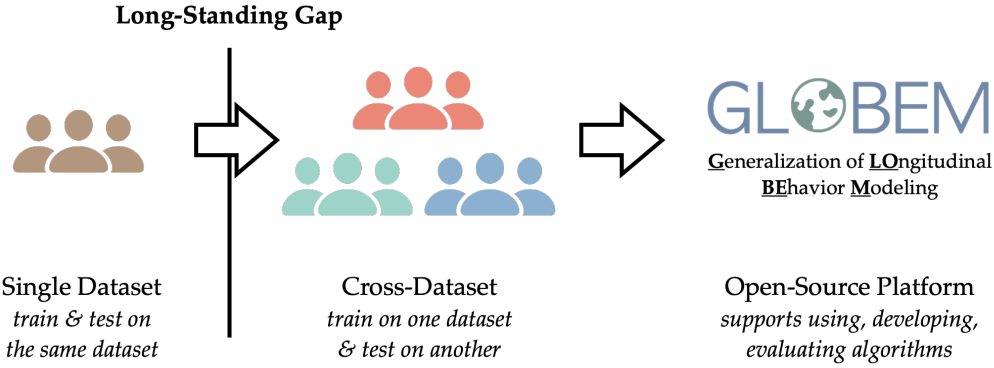 Long-Standing Gap
GLOBEM
Generalization of LOngitudinal
BEhavior Modeling
Single Dataset
train & test on
the same dataset
Cross-Dataset
train on one dataset
& test on another
Open-Source Platform
supports using, developing,
evaluating algorithms